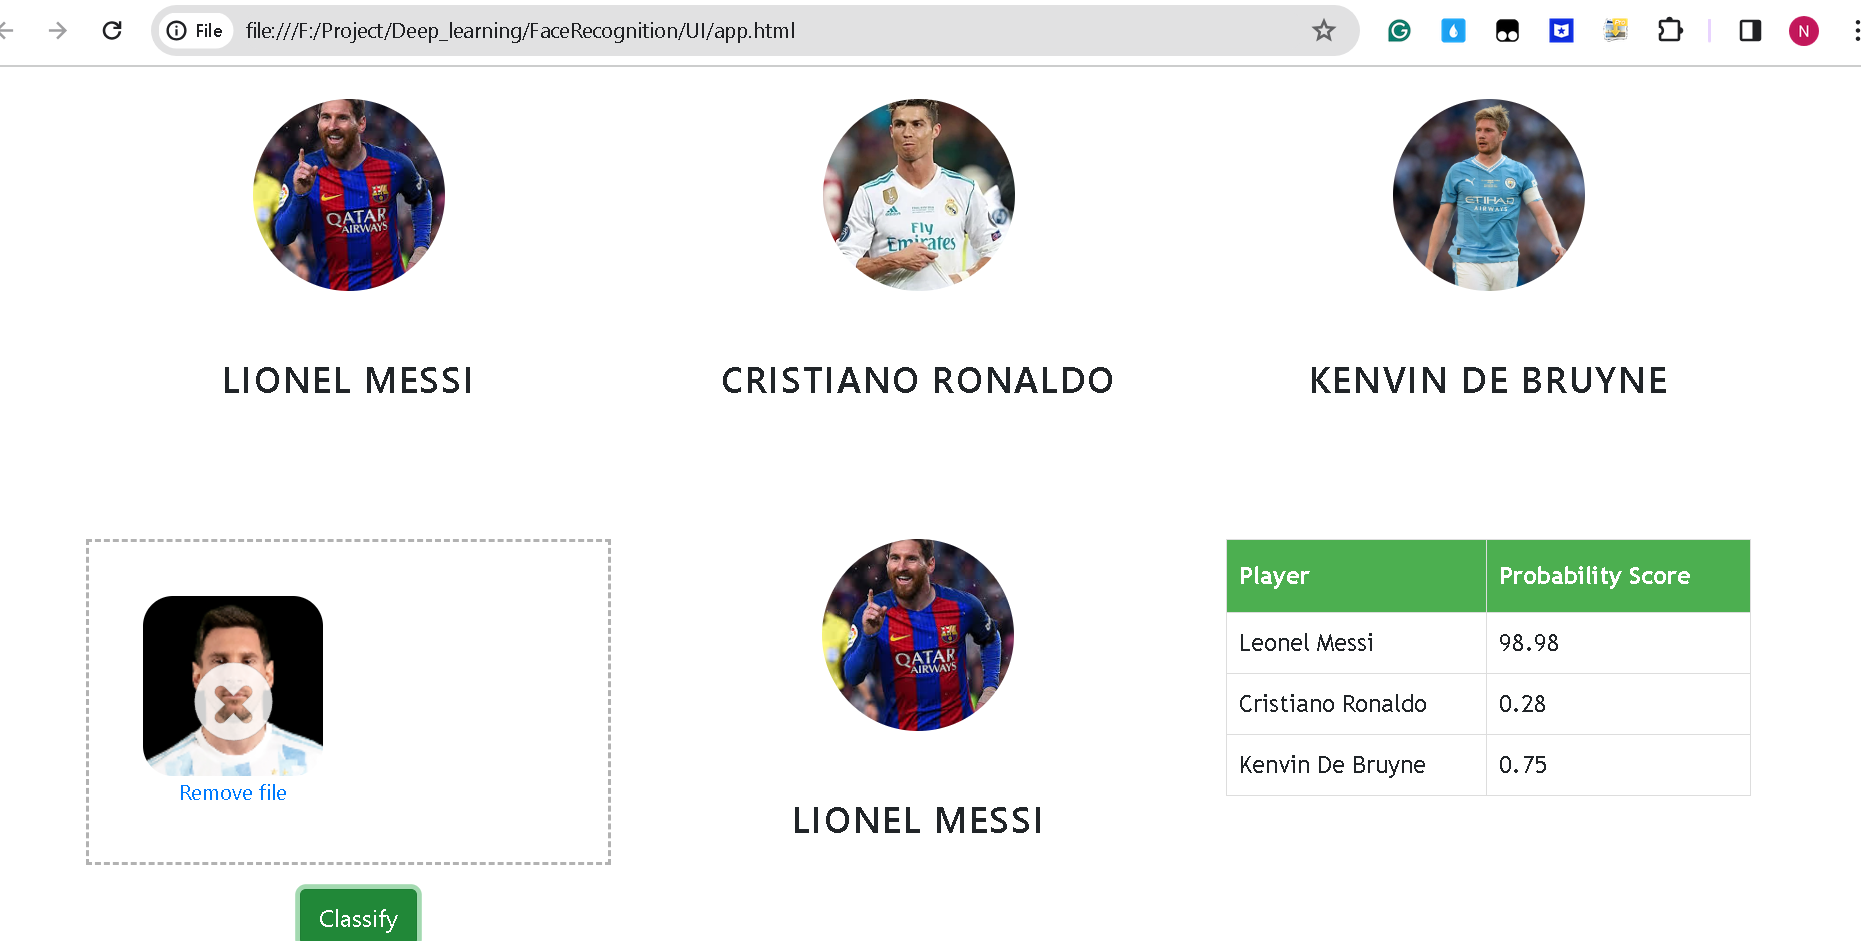 File file:///F:/Project/Deep_learning/FaceRecognition/UI/app.html
N
QATAR
AIRWAYS
Fly
Emirates
ETIHAD
AIRWAYS
LIONEL MESSI
CRISTIANO RONALDO
KENVIN DE BRUYNE
Remove file
Classify
QATAR
AIRWAYS
LIONEL MESSI
Player Probability Score
Leonel Messi 98.98
Cristiano Ronaldo 0.28
Kenvin De Bruyne 0.75